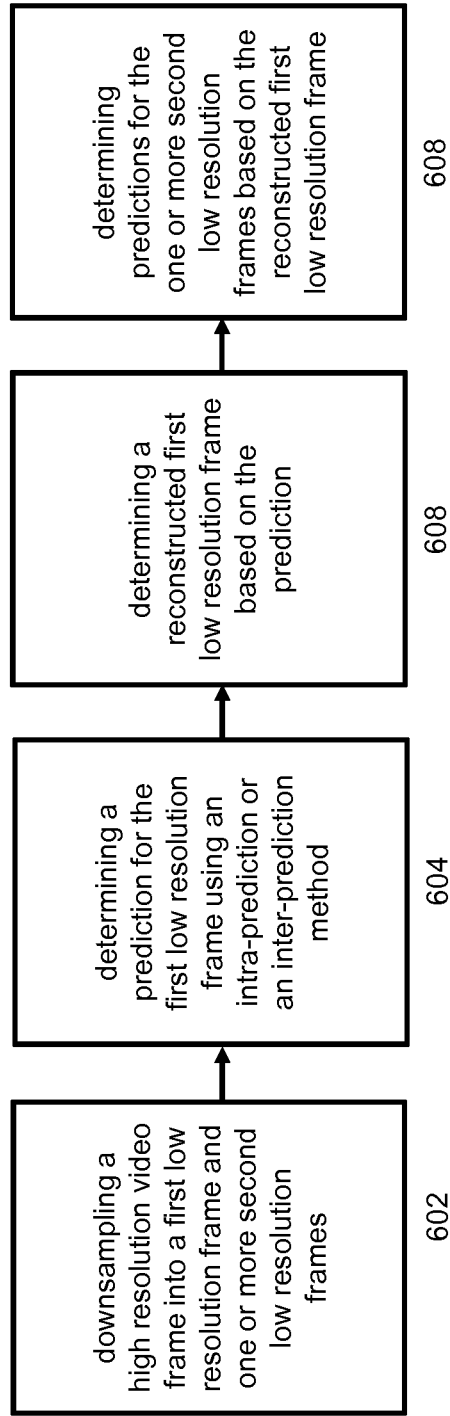 downsampling a
high resolution video
frame into a first low
resolution frame and
one or more second
low resolution
frames
602
determining a
prediction for the
first low resolution
frame using an
intra-prediction or
an inter-prediction
method
604
determining a
reconstructed first
low resolution frame
based on the
prediction
608
determining
predictions for the
one or more second
low resolution
frames based on the
reconstructed first
low resolution frame
608